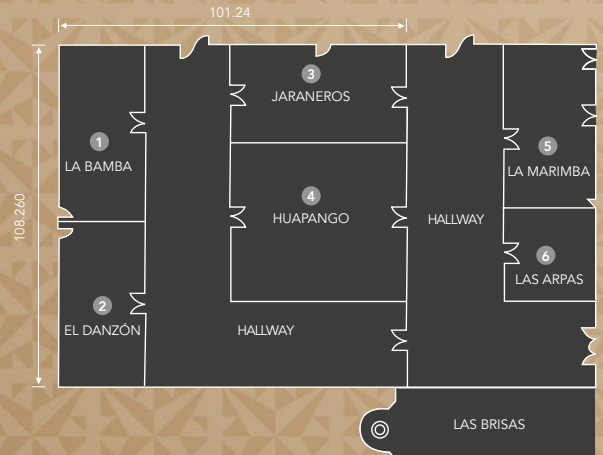 101.24
3
JARANEROS
1
LA BAMBA
5
LA MARIMBA
4
HUAPANGO
HALLWAY
108.260
6
LAS ARPAS
2
EL DANZÓN
HALLWAY
LAS BRISAS